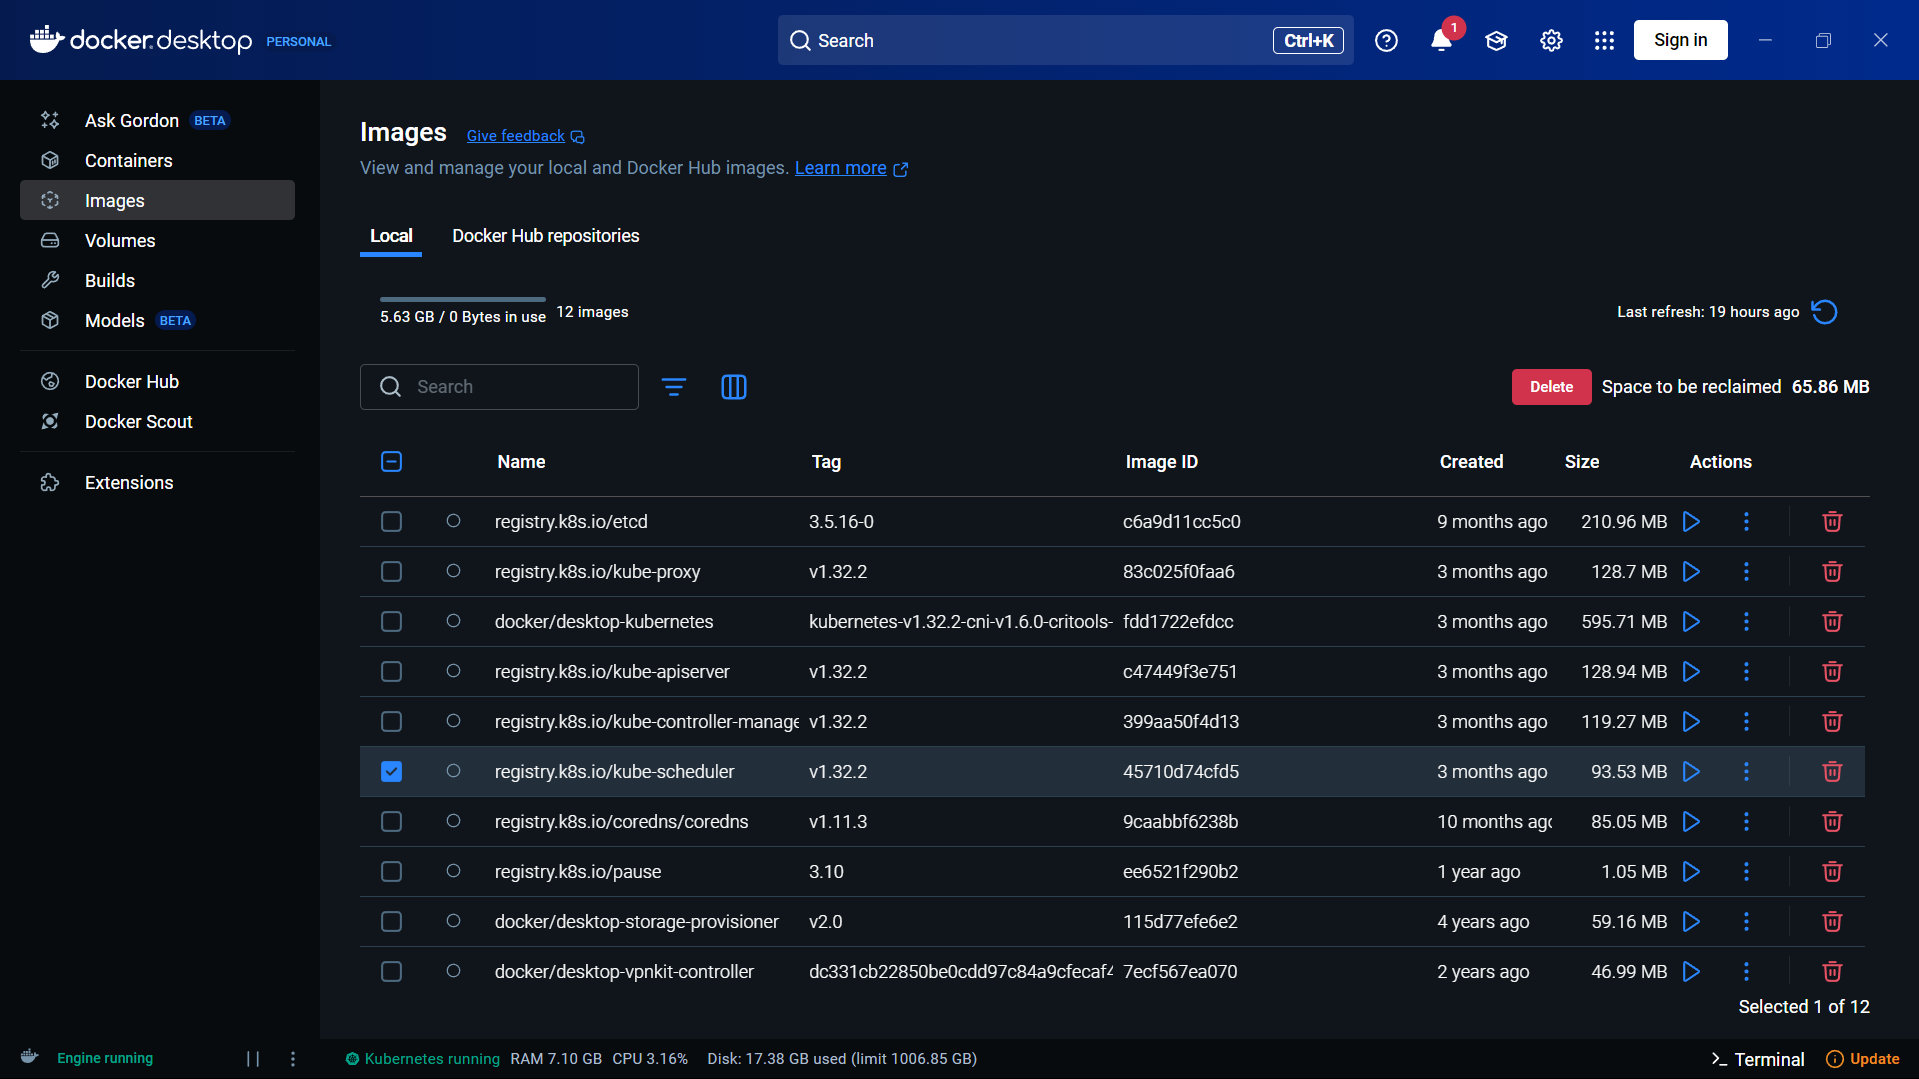 docker.desktop PERSONAL
Search Ctrl+K
1
Sign in
Ask Gordon BETA
Containers
Images
Volumes
Builds
Models BETA
Docker Hub
Docker Scout
Extensions
Images Give feedback
View and manage your local and Docker Hub images. Learn more
Local Docker Hub repositories
5.63 GB / 0 Bytes in use 12 images
Last refresh: 19 hours ago
Search
Delete Space to be reclaimed 65.86 MB
Name Tag Image ID Created Size Actions
registry.k8s.io/etcd 3.5.16-0 c6a9d11cc5c0 9 months ago 210.96 MB
registry.k8s.io/kube-proxy v1.32.2 83c025f0faa6 3 months ago 128.7 MB
docker/desktop-kubernetes kubernetes-v1.32.2-cni-v1.6.0-critools- fdd1722efdcc 3 months ago 595.71 MB
registry.k8s.io/kube-apiserver v1.32.2 c47449f3e751 3 months ago 128.94 MB
registry.k8s.io/kube-controller-manage v1.32.2 399aa50f4d13 3 months ago 119.27 MB
registry.k8s.io/kube-scheduler v1.32.2 45710d74cfd5 3 months ago 93.53 MB
registry.k8s.io/coredns/coredns v1.11.3 9caabbf6238b 10 months ago 85.05 MB
registry.k8s.io/pause 3.10 ee6521f290b2 1 year ago 1.05 MB
docker/desktop-storage-provisioner v2.0 115d77efe6e2 4 years ago 59.16 MB
docker/desktop-vpnkit-controller dc331cb22850be0cdd97c84a9cfecaf4 7ecf567ea070 2 years ago 46.99 MB
Selected 1 of 12
Engine running
Kubernetes running RAM 7.10 GB CPU 3.16% Disk: 17.38 GB used (limit 1006.85 GB)
Terminal Update